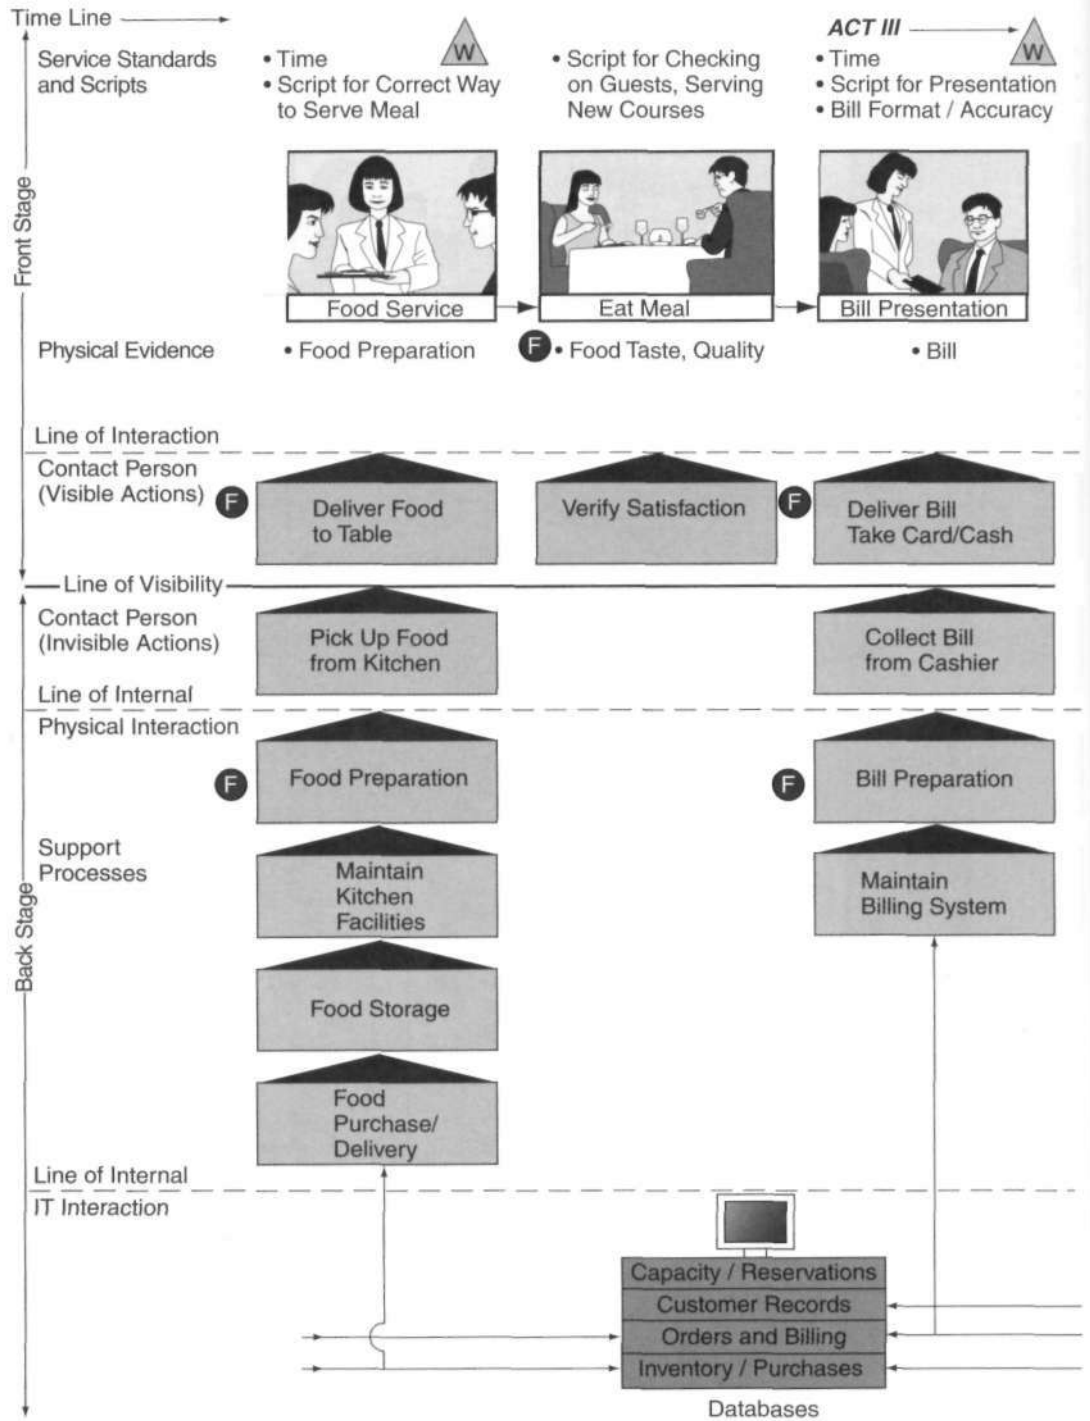 Time Line
ACT III
Service Standards
and Scripts
• Time
• Script for Correct Way
to Serve Meal
W
• Script for Checking
on Guests, Serving
New Courses
• Time
• Script for Presentation
• Bill Format / Accuracy
W
Front Stage
Food Service
Eat Meal
Bill Presentation
Physical Evidence
• Food Preparation
F
• Food Taste, Quality
• Bill
Line of Interaction
Contact Person
(Visible Actions)
F
Deliver Food
to Table
Verify Satisfaction
F
Deliver Bill
Take Card/Cash
Line of Visibility
Contact Person
(Invisible Actions)
Pick Up Food
from Kitchen
Collect Bill
from Cashier
Line of Internal
Physical Interaction
F
Food Preparation
F
Bill Preparation
Support
Processes
Maintain
Kitchen
Facilities
Maintain
Billing System
Back Stage
Food Storage
Food
Purchase/
Delivery
Line of Internal
IT Interaction
Capacity / Reservations
Customer Records
Orders and Billing
Inventory / Purchases
Databases